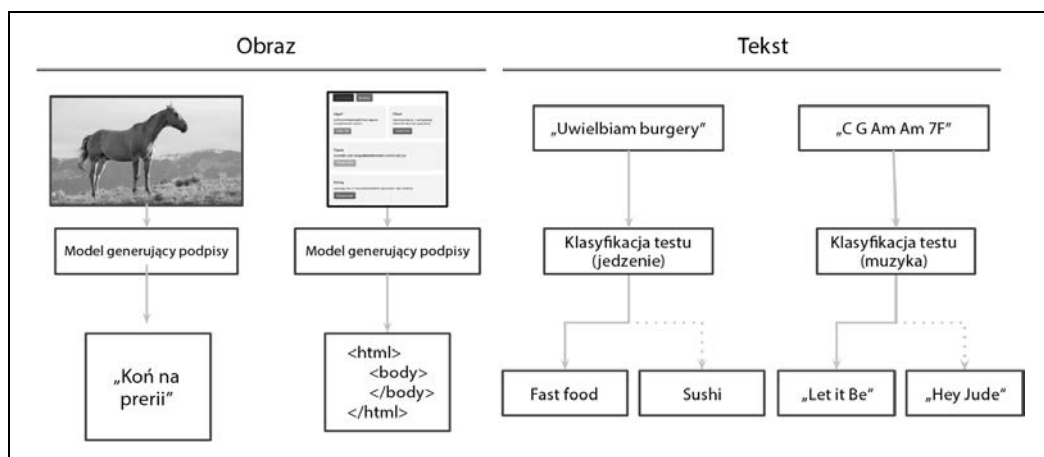 Obraz
Tekst
„Uwielbiam burgery”
„C G Am Am 7F”
Model generujący podpisy
Model generujący podpisy
Klasyfikacja testu
(jedzenie)
Klasyfikacja testu
(muzyka)
„Koń na
prerii”
<html>
<body>
</body>
</html>
Fast food
Sushi
„Let it Be”
„Hey Jude“